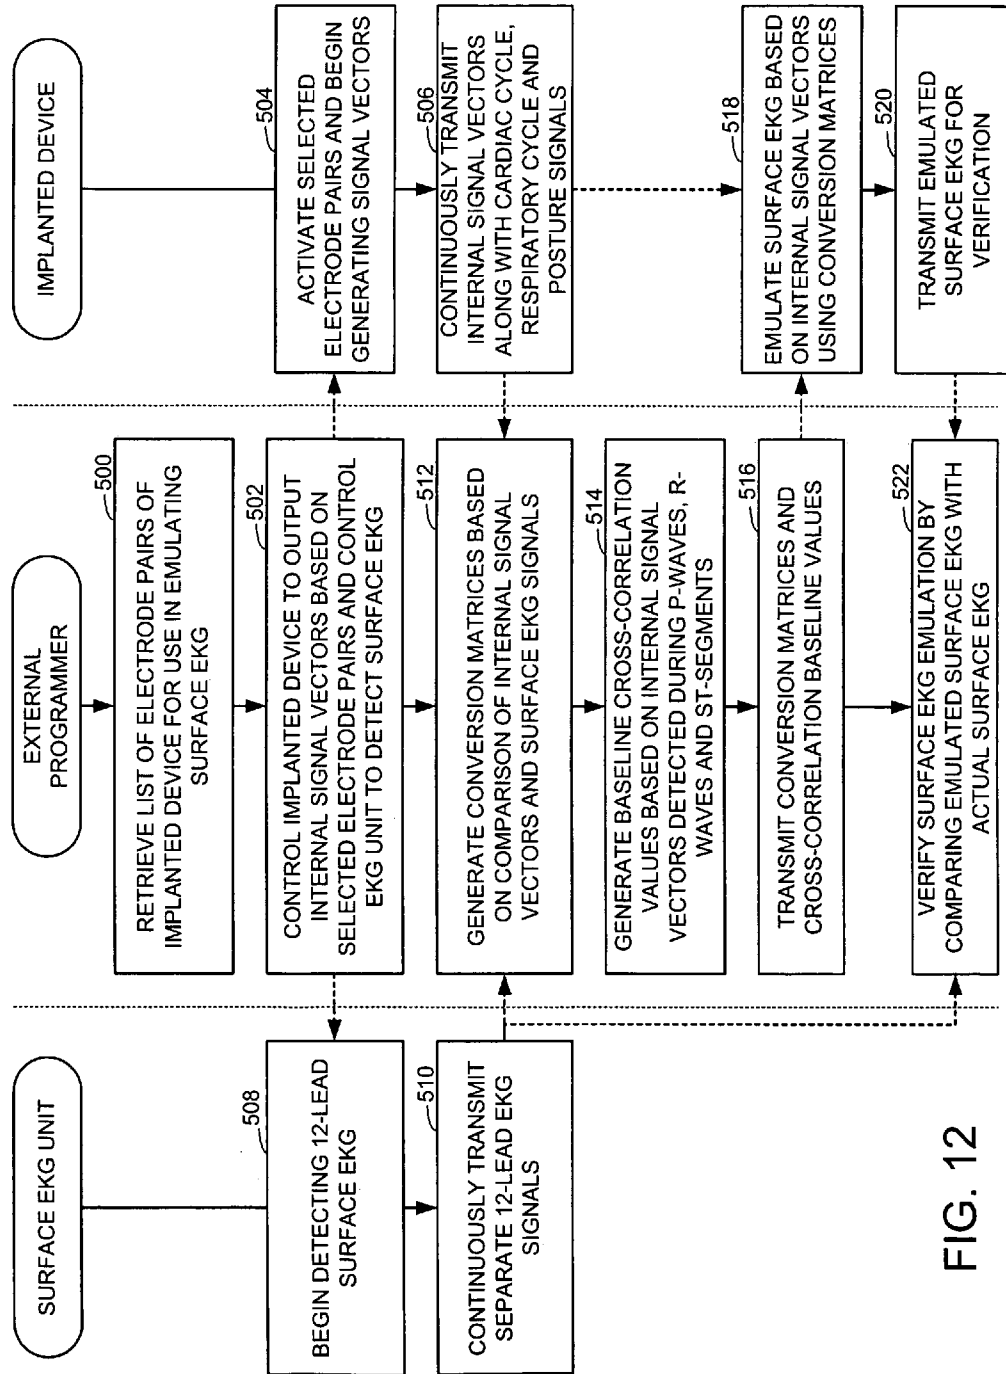 SURFACE EKG UNIT
508
BEGIN DETECTING 12-LEAD
SURFACE EKG
510
CONTINUOUSLY TRANSMIT
SEPARATE 12-LEAD EKG
SIGNALS
EXTERNAL
PROGRAMMER
500
RETRIEVE LIST OF ELECTRODE PAIRS OF
IMPLANTED DEVICE FOR USE IN EMULATING
SURFACE EKG
502
CONTROL IMPLANTED DEVICE TO OUTPUT
INTERNAL SIGNAL VECTORS BASED ON
SELECTED ELECTRODE PAIRS AND CONTROL
EKG UNIT TO DETECT SURFACE EKG
512
GENERATE CONVERSION MATRICES BASED
ON COMPARISON OF INTERNAL SIGNAL
VECTORS AND SURFACE EKG SIGNALS
514
GENERATE BASELINE CROSS-CORRELATION
VALUES BASED ON INTERNAL SIGNAL
VECTORS DETECTED DURING P-WAVES, R-
WAVES AND ST-SEGMENTS
516
TRANSMIT CONVERSION MATRICES AND
CROSS-CORRELATION BASELINE VALUES
522
VERIFY SURFACE EKG EMULATION BY
COMPARING EMULATED SURFACE EKG WITH
ACTUAL SURFACE EKG
IMPLANTED DEVICE
504
ACTIVATE SELECTED
ELECTRODE PAIRS AND BEGIN
GENERATING SIGNAL VECTORS
506
CONTINUOUSLY TRANSMIT
INTERNAL SIGNAL VECTORS
ALONG WITH CARDIAC CYCLE,
RESPIRATORY CYCLE AND
POSTURE SIGNALS
518
EMULATE SURFACE EKG BASED
ON INTERNAL SIGNAL VECTORS
USING CONVERSION MATRICES
520
TRANSMIT EMULATED
SURFACE EKG FOR
VERIFICATION
FIG. 12